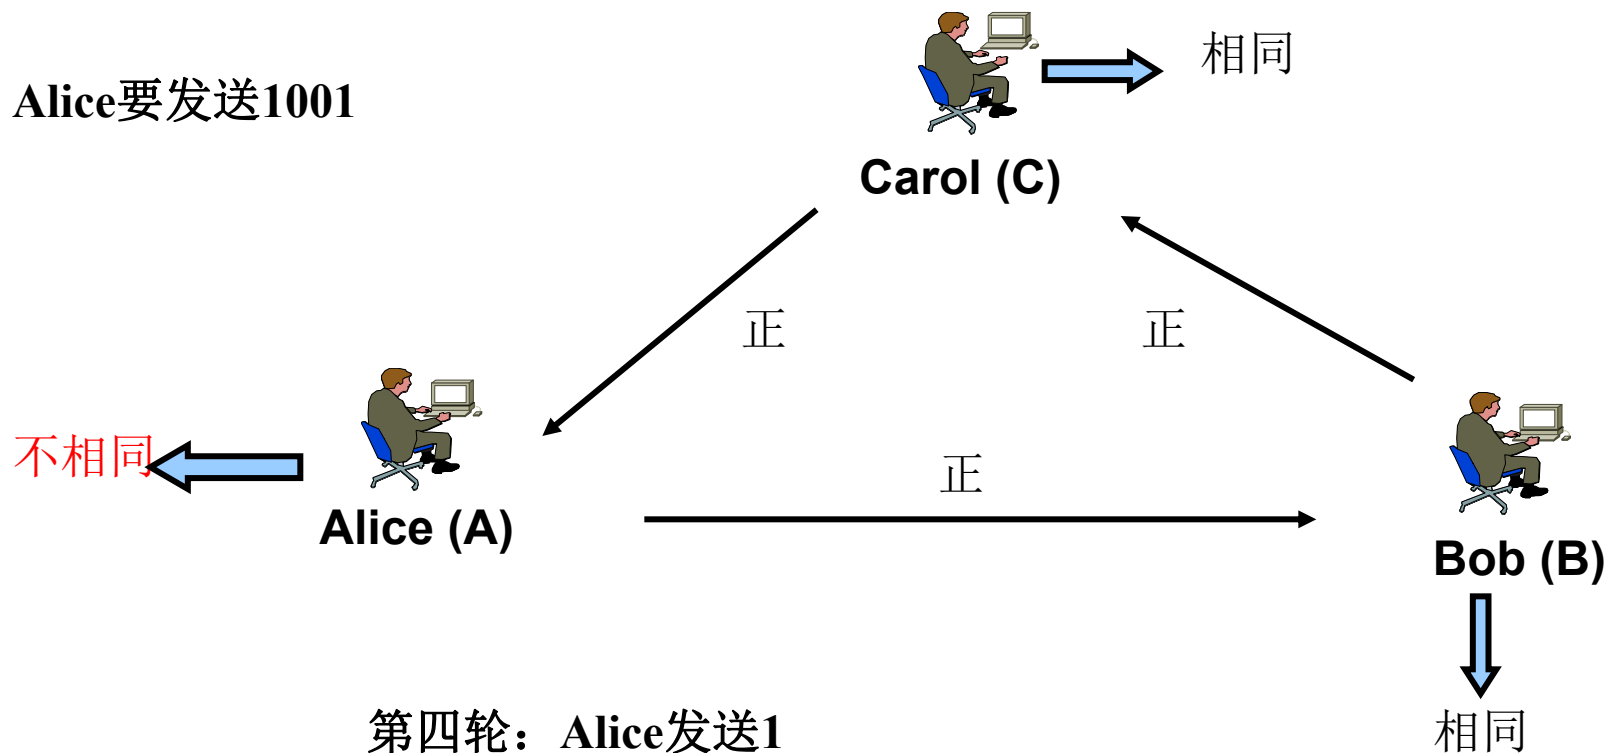 相同
Alice要发送1001
Carol (C)
正
正
不相同
正
Alice (A)
Bob (B)
第四轮：Alice发送1
相同